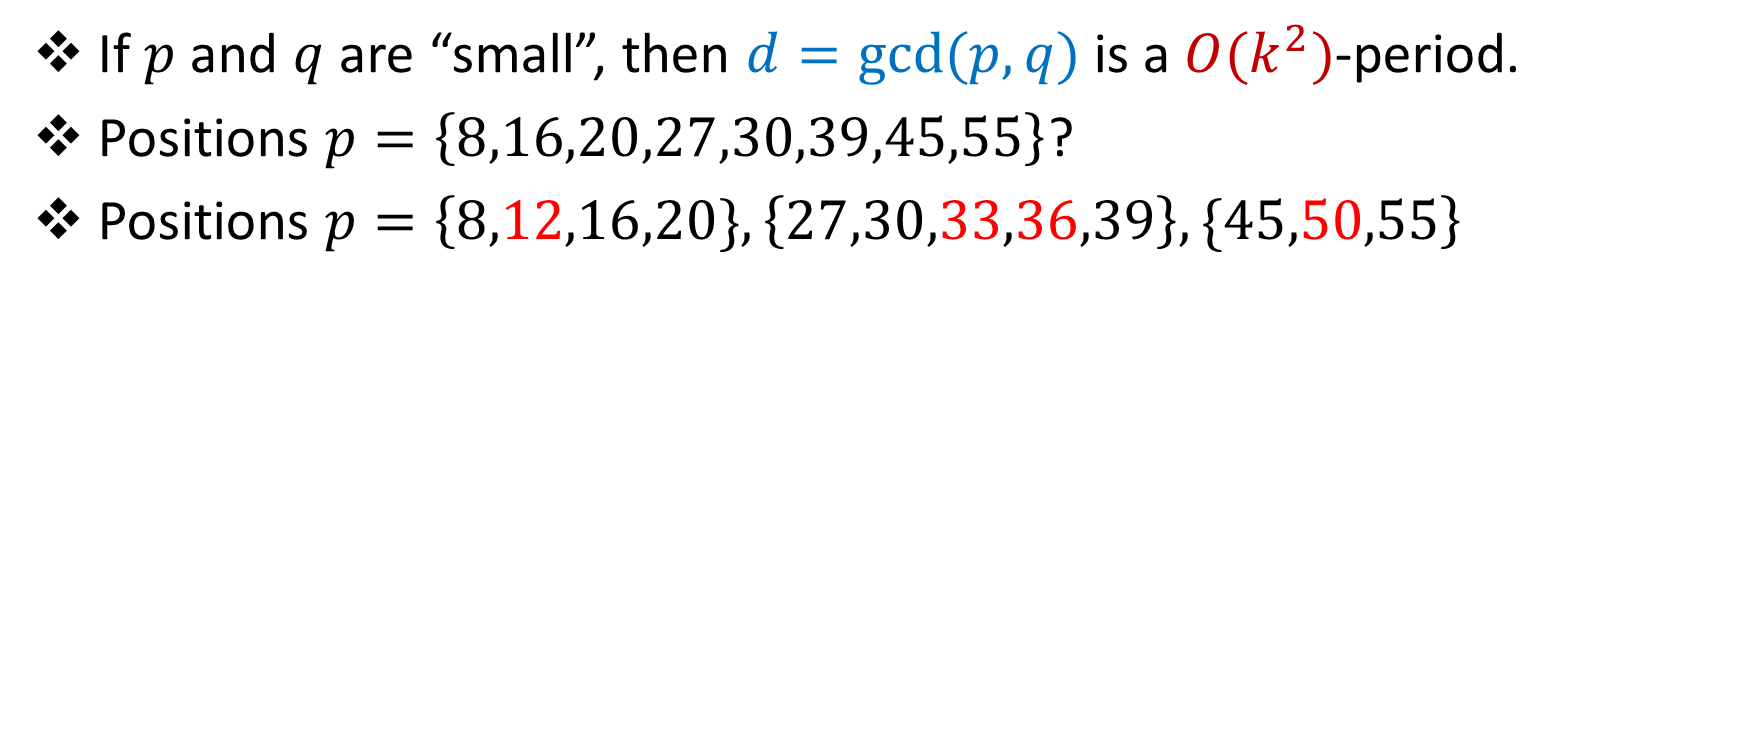 ❖ If p and q are “small”, then d = gcd(p, q) is a O(k²)-period.
❖ Positions p = {8,16,20,27,30,39,45,55}?
❖ Positions p = {8,12,16,20}, {27,30,33,36,39}, {45,50,55}